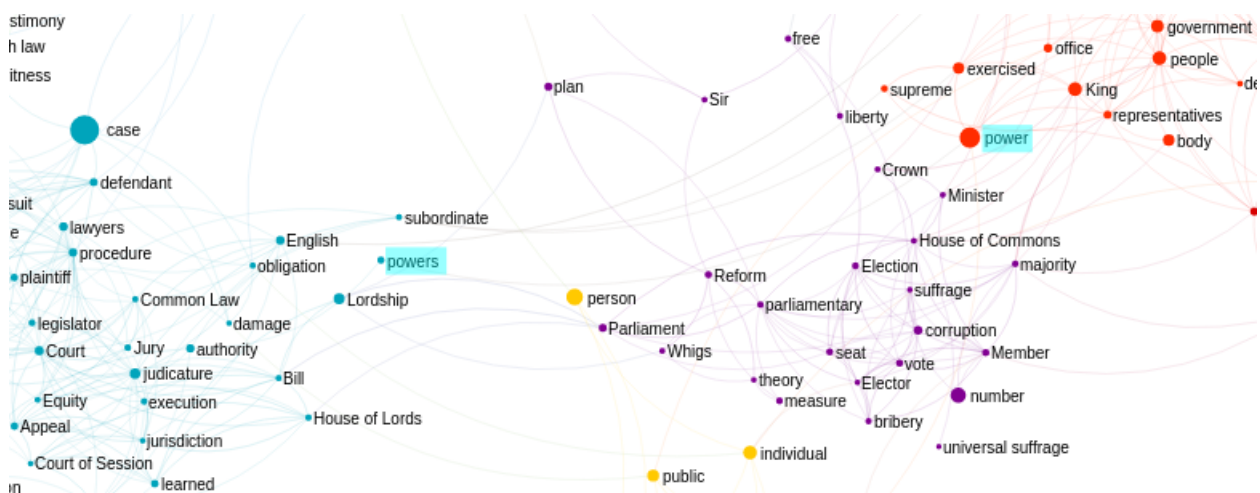 stimony
h law
itness
case
defendant
suit
e
lawyers
procedure
plaintiff
English
obligation
subordinate
powers
Common Law
Lordship
legislator
damage
Court
Jury
authority
judicature
Bill
Equity
execution
House of Lords
Appeal
jurisdiction
Court of Session
learned
on
plan
Sir
free
liberty
Crown
Minister
House of Commons
majority
Reform
Election
suffrage
person
parliamentary
Parliament
corruption
Whigs
seat
vote
Member
theory
Elector
measure
number
bribery
universal suffrage
individual
public
government
office
people
exercised
supreme
King
de
representatives
power
body